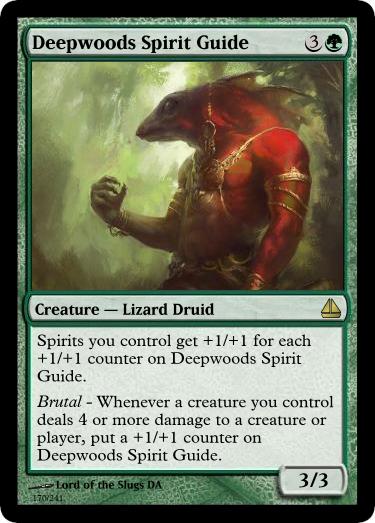 Deepwoods Spirit Guide 3
Creature — Lizard Druid
Spirits you control get +1/+1 for each
+1/+1 counter on Deepwoods Spirit
Guide.
Brutal - Whenever a creature you control
deals 4 or more damage to a creature or
player, put a +1/+1 counter on
Deepwoods Spirit Guide.
3/3
Lord of the Slugs DA
170/241